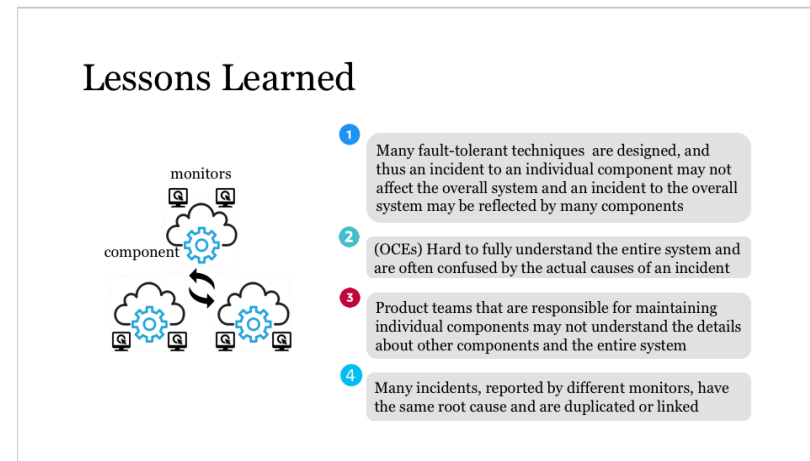 Lessons Learned
monitors
component
1
Many fault-tolerant techniques are designed, and
thus an incident to an individual component may not
affect the overall system and an incident to the overall
system may be reflected by many components
2
(OCEs) Hard to fully understand the entire system and
are often confused by the actual causes of an incident
3
Product teams that are responsible for maintaining
individual components may not understand the details
about other components and the entire system
4
Many incidents, reported by different monitors, have
the same root cause and are duplicated or linked